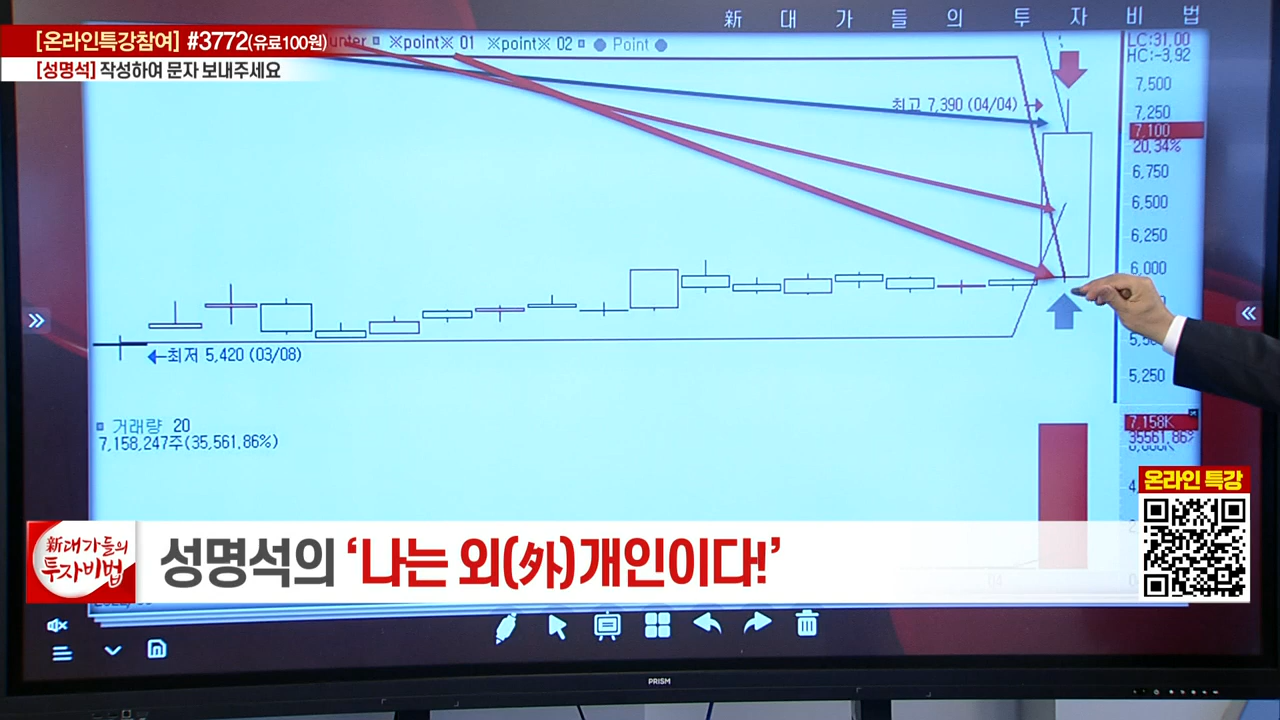 新 대 가 들 의 투 자 비 법
[온라인특강참여] #3772(유료100원)
[성명석] 작성하여 문자 보내주세요
※point※ 01 ※point※ 02 Point
LC:31,00
HC:-3,92
7,500
최고 7,390 (04/04)
7,250
7,100
20,34%
6,750
6,500
6,250
6,000
최저 5,420 (03/08)
5,250
거래량 20
7,158,247주(35,561,86%)
7,158K
35561,86%
온라인 특강
新대가들의
투자비법
성명석의 ‘나는 외(外)개인이다!’
04
PRISM